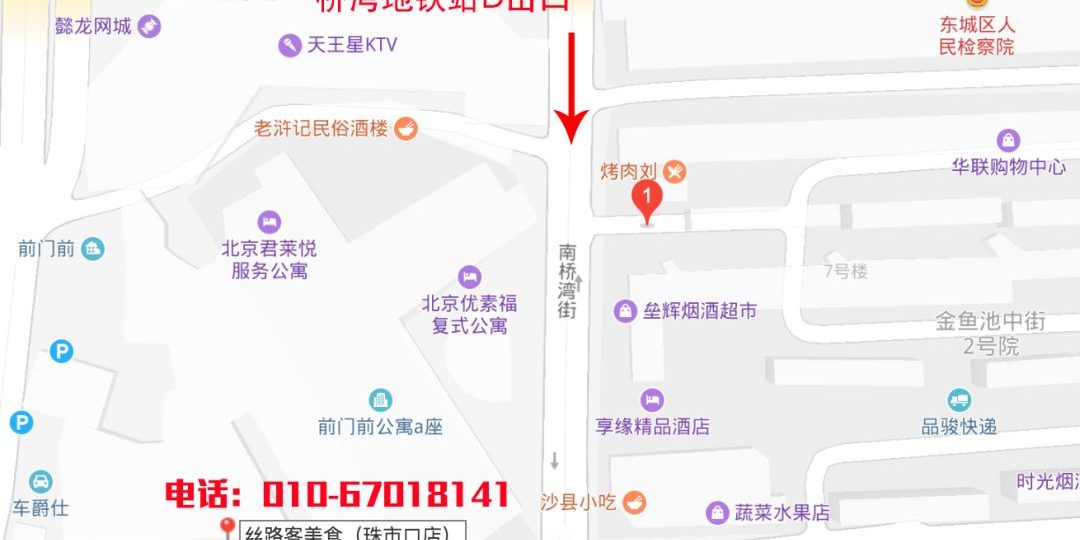 桥湾地铁站D出口
懿龙网城
天王星KTV
东城区人
民检察院
老浒记民俗酒楼
烤肉刘
华联购物中心
1
前门前
北京君莱悦
服务公寓
北京优素福
复式公寓
南桥湾街
7号楼
垒辉烟酒超市
金鱼池中街
2号院
P
P
前门前公寓a座
享缘精品酒店
品骏快递
车爵仕
电话：010-67018141
沙县小吃
蔬菜水果店
时光烟酒
丝路客美食（珠市口店）